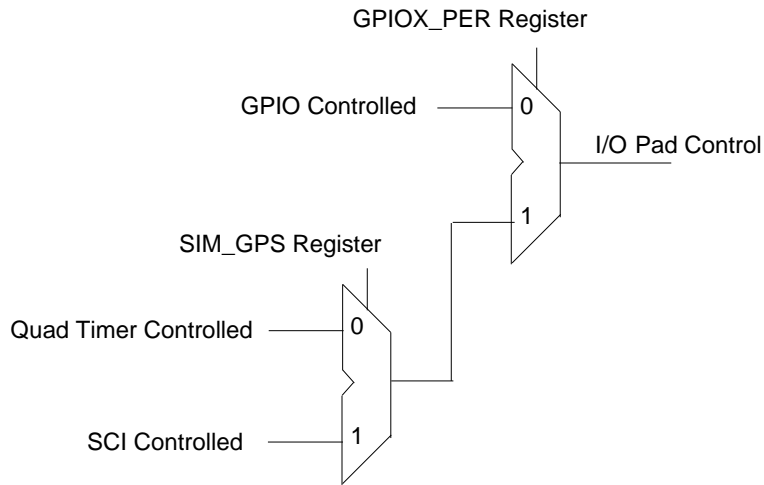 GPIOX_PER Register
GPIO Controlled
0
I/O Pad Control
1
SIM_GPS Register
Quad Timer Controlled
0
SCI Controlled
1